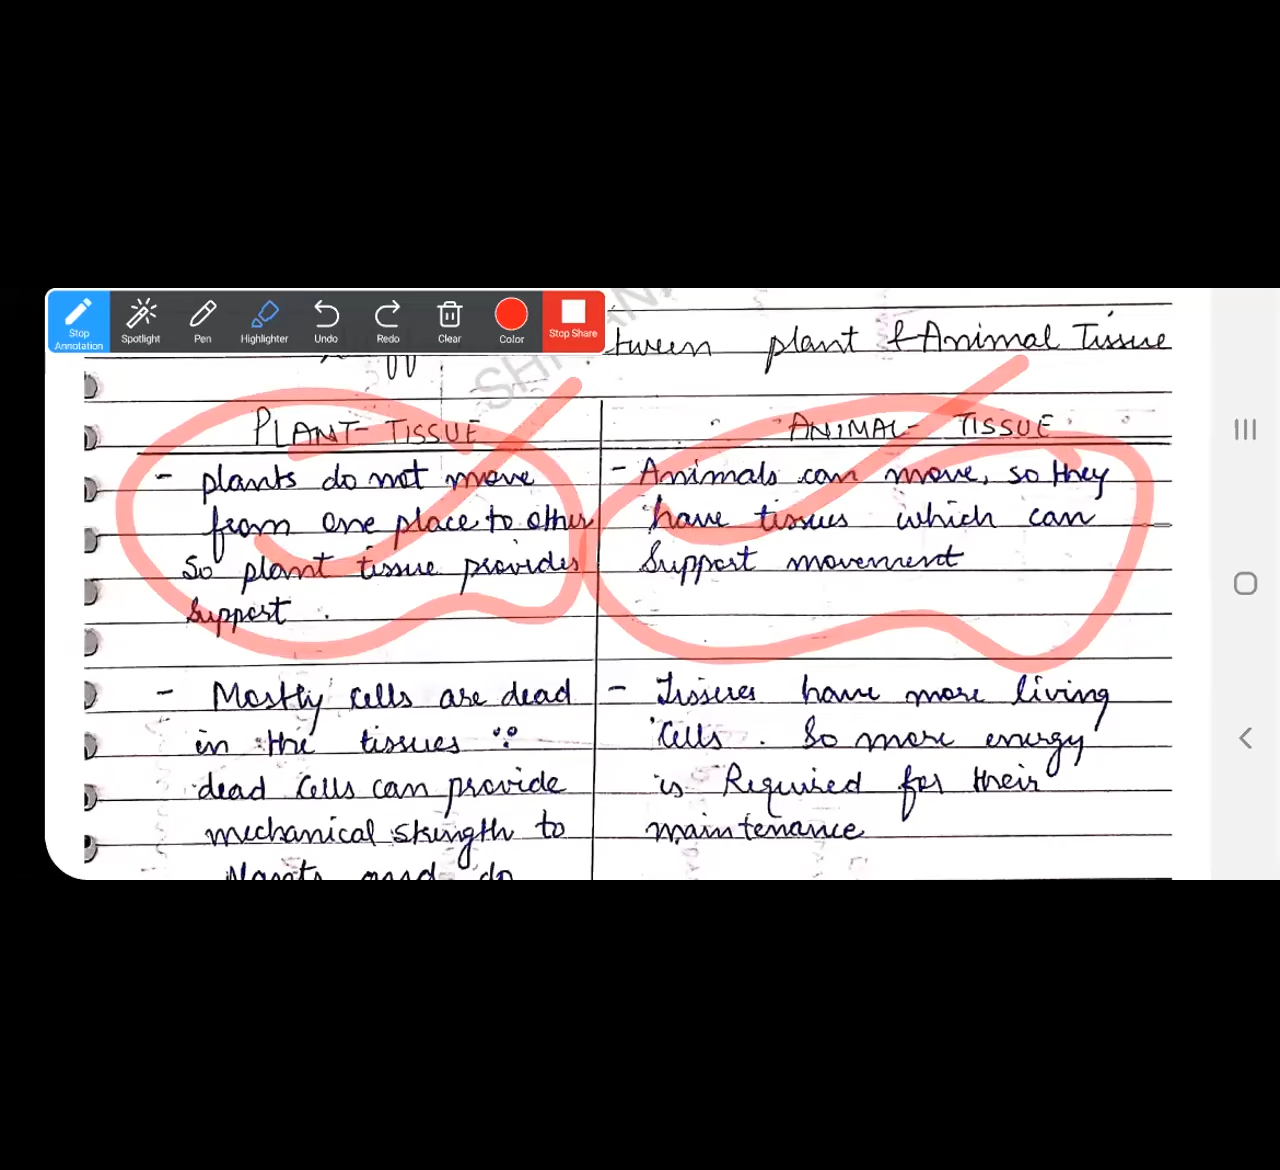 Stop Annotation
Spotlight
Pen
Highlighter
Undo
Redo
Clear
Color
Stop Share
tween plant & Animal Tissue
PLANT TISSUE
- plants do not move
from one place to other
So plant tissue provides
Support.
- Mostly cells are dead
in the tissues ∵
dead cells can provide
mechanical strength to
plants and do
ANIMAL TISSUE
- Animals can move, so they
have tissues which can
Support movement
- Tissues have more living
Cells. So more energy
is Required for their
maintenance